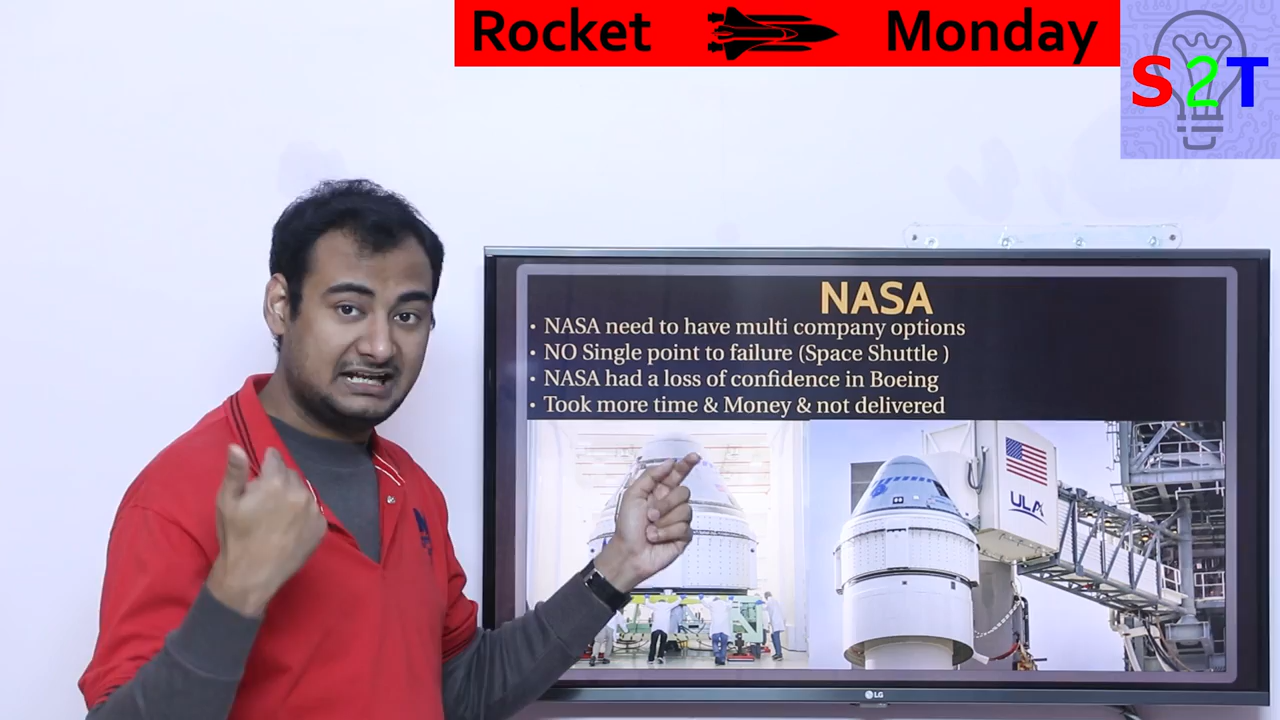 Rocket Monday
S2T
NASA
• NASA need to have multi company options
• NO Single point to failure (Space Shuttle )
• NASA had a loss of confidence in Boeing
• Took more time & Money & not delivered
ULA
LG